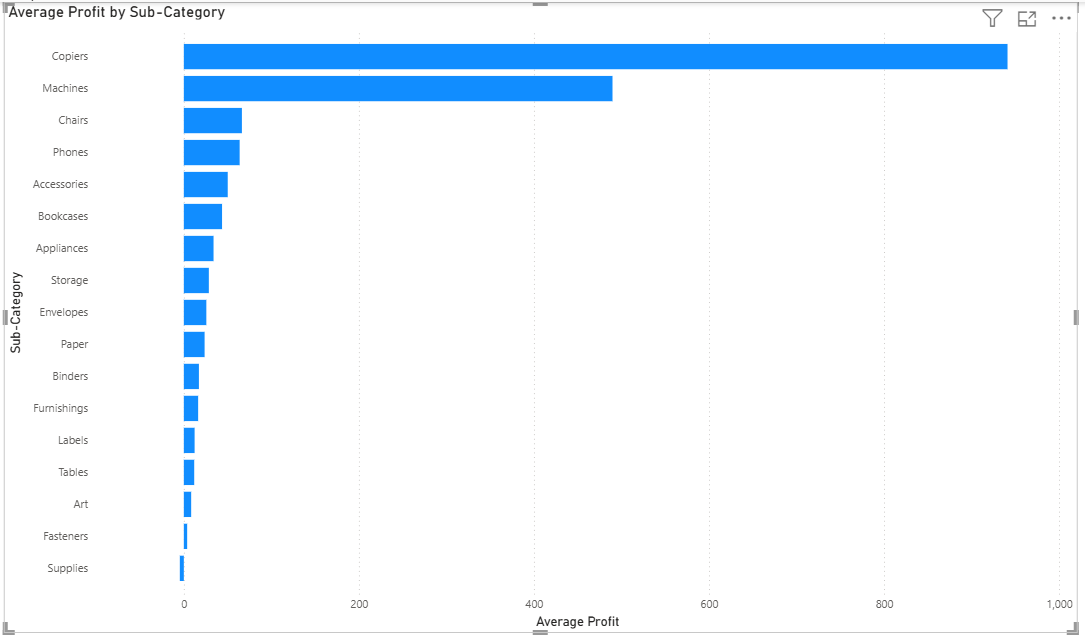 Average Profit by Sub-Category
Copiers
Machines
Chairs
Phones
Accessories
Bookcases
Appliances
Storage
Envelopes
Paper
Binders
Furnishings
Labels
Tables
Art
Fasteners
Supplies
Sub-Category
0 200 400 600 800 1,000
Average Profit